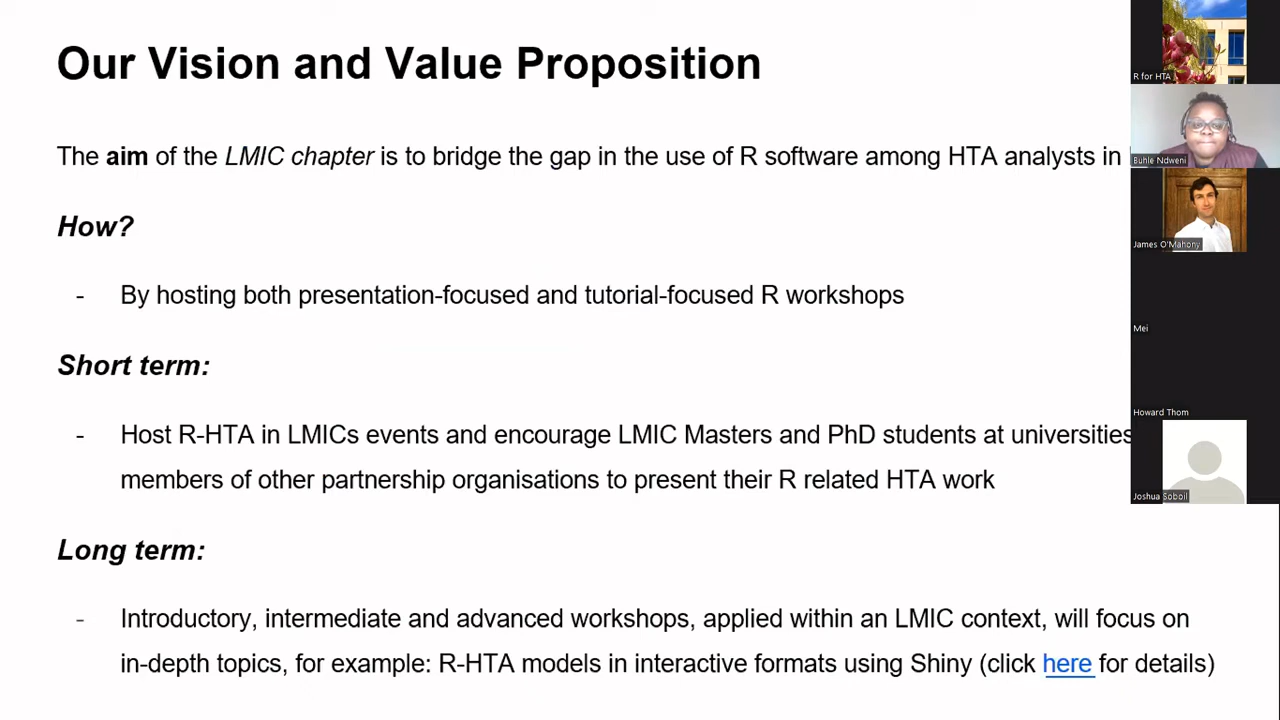 Our Vision and Value Proposition
The aim of the LMIC chapter is to bridge the gap in the use of R software among HTA analysts in
How?
- By hosting both presentation-focused and tutorial-focused R workshops
Short term:
- Host R-HTA in LMICs events and encourage LMIC Masters and PhD students at universities
members of other partnership organisations to present their R related HTA work
Long term:
- Introductory, intermediate and advanced workshops, applied within an LMIC context, will focus on
in-depth topics, for example: R-HTA models in interactive formats using Shiny (click here for details)
R for HTA
Buhle Ndweni
James O'Mahony
Mei
Howard Thom
Joshua Soboil